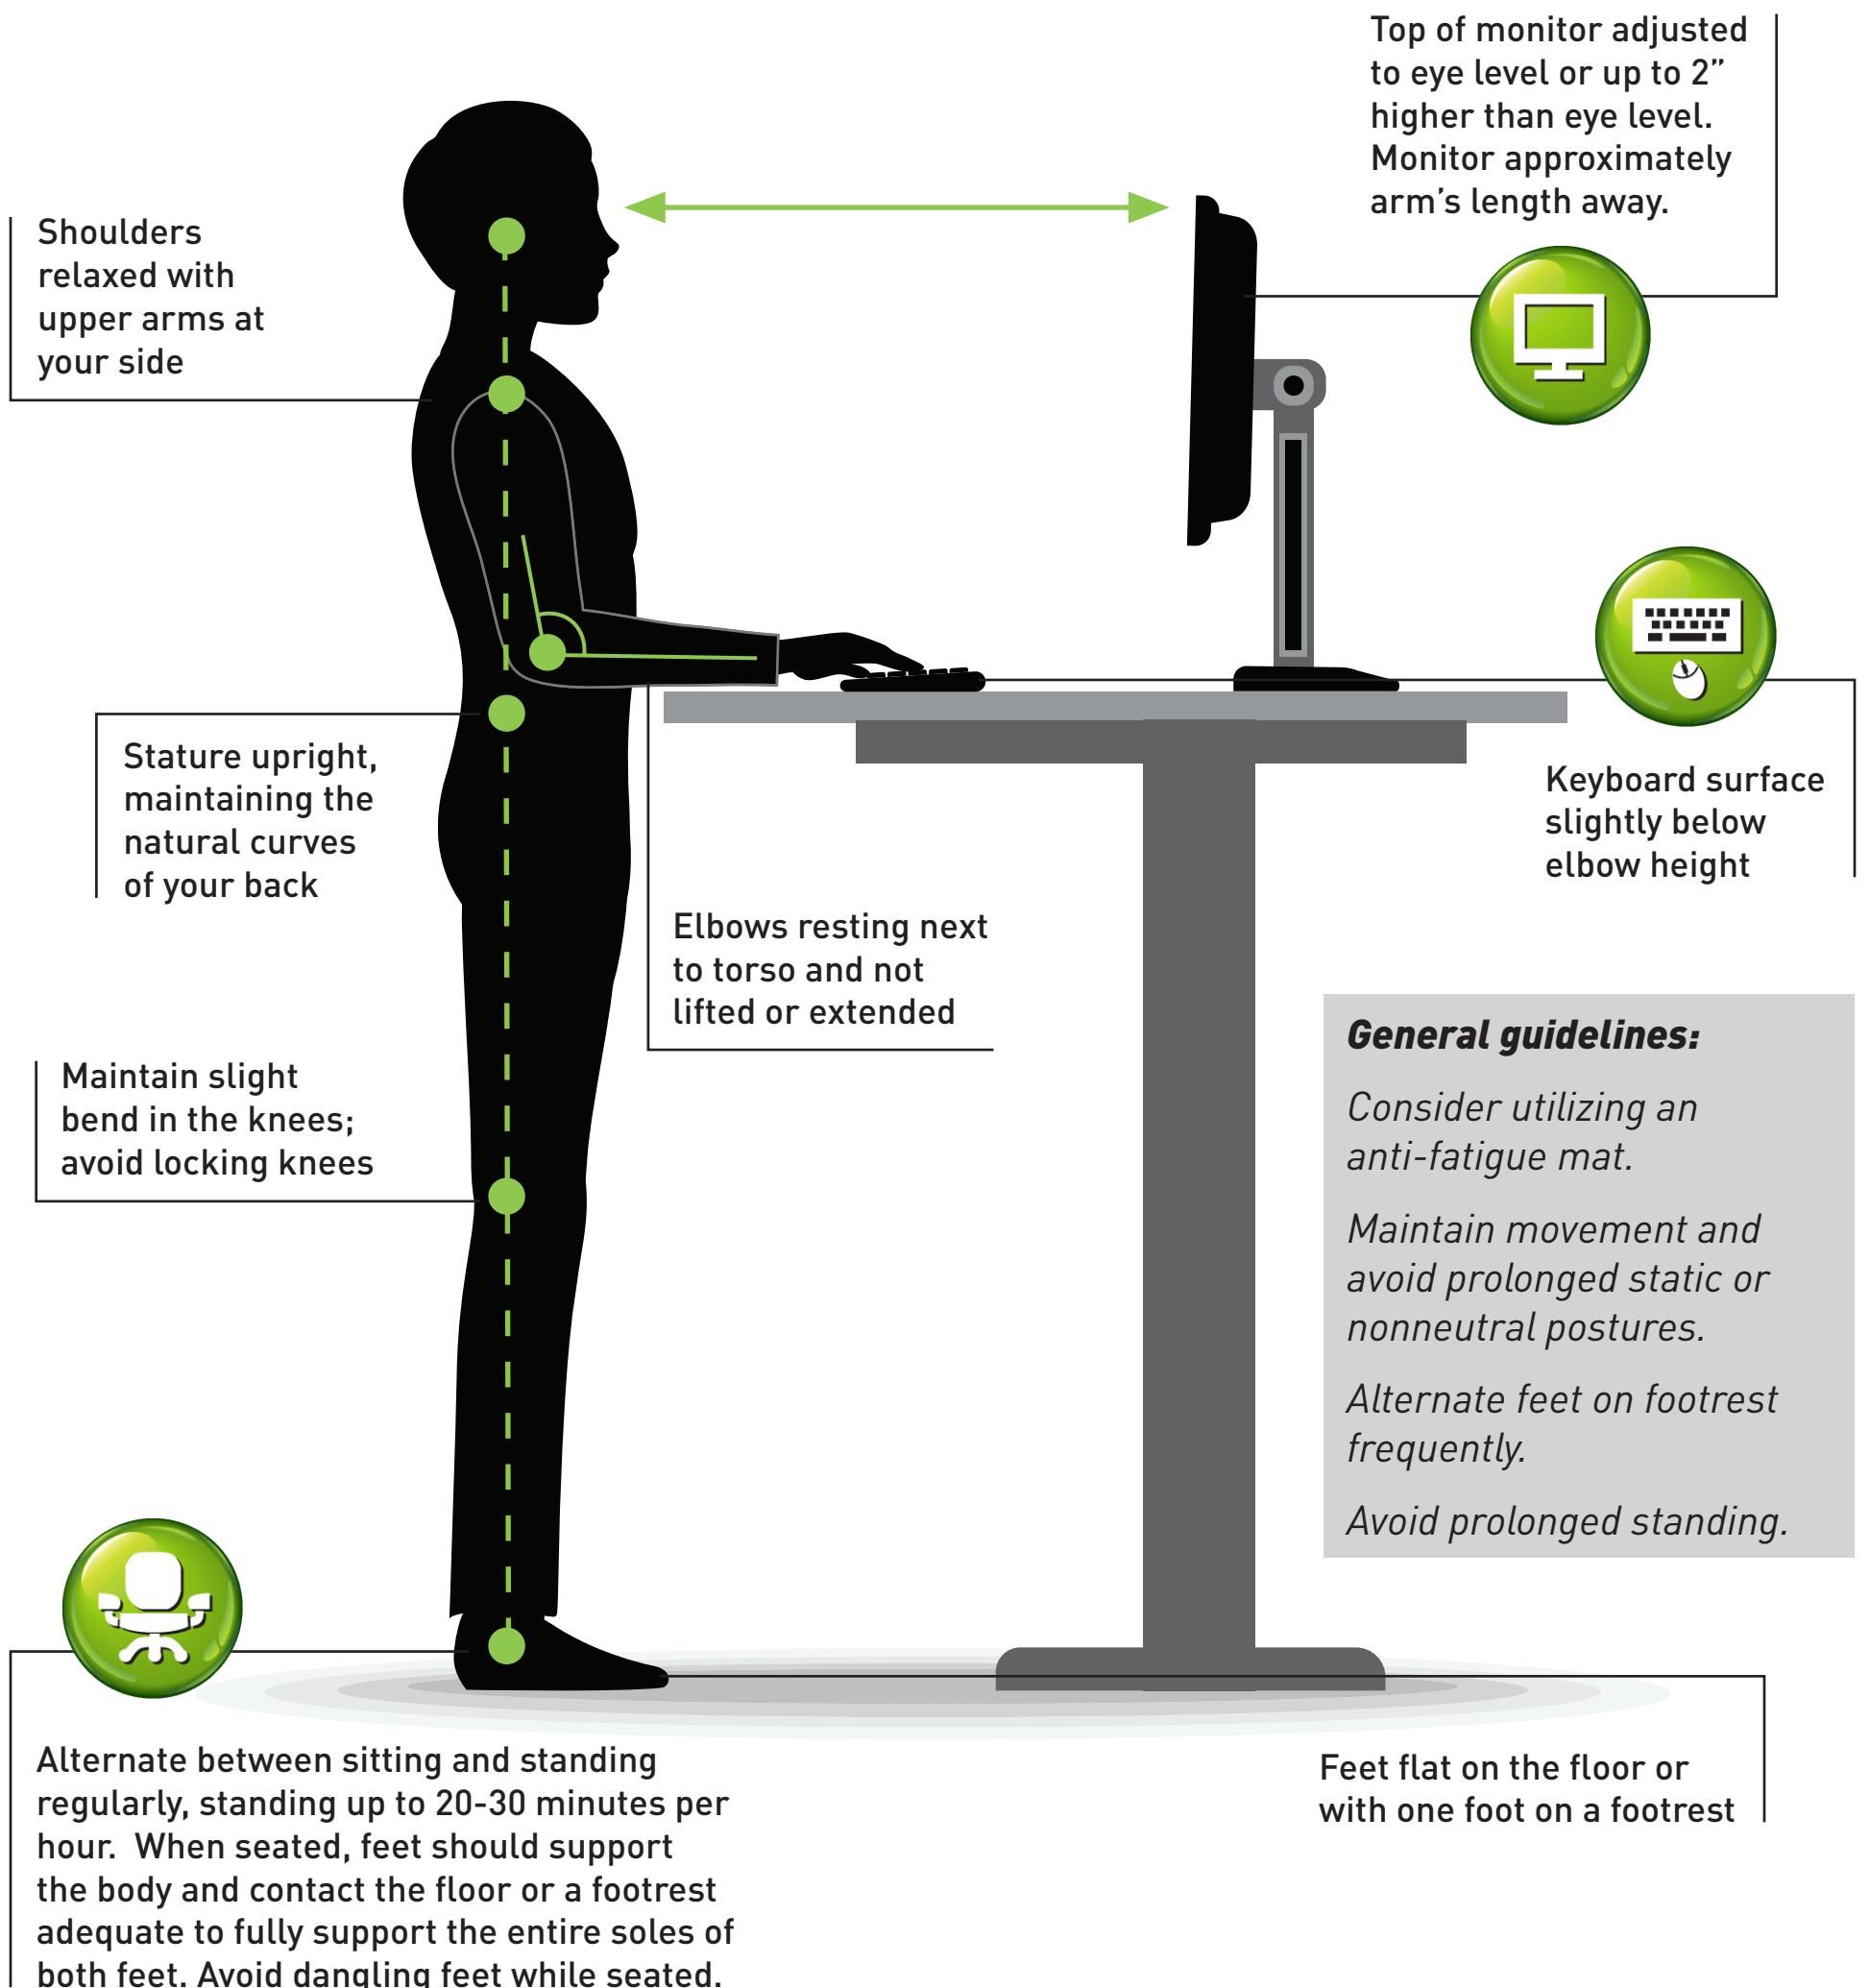 Top of monitor adjusted
to eye level or up to 2”
higher than eye level.
Monitor approximately
arm’s length away.
Shoulders
relaxed with
upper arms at
your side
Stature upright,
maintaining the
natural curves
of your back
Keyboard surface
slightly below
elbow height
Elbows resting next
to torso and not
lifted or extended
Maintain slight
bend in the knees;
avoid locking knees
General guidelines:
Consider utilizing an
anti-fatigue mat.
Maintain movement and
avoid prolonged static or
nonneutral postures.
Alternate feet on footrest
frequently.
Avoid prolonged standing.
Alternate between sitting and standing
regularly, standing up to 20-30 minutes per
hour.  When seated, feet should support
the body and contact the floor or a footrest
adequate to fully support the entire soles of
both feet. Avoid dangling feet while seated.
Feet flat on the floor or
with one foot on a footrest